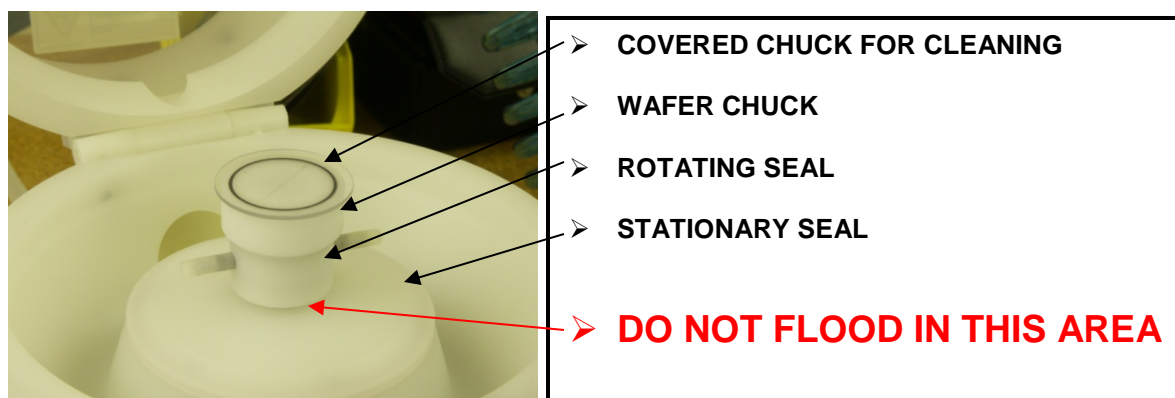 ➢ COVERED CHUCK FOR CLEANING
➢ WAFER CHUCK
➢ ROTATING SEAL
➢ STATIONARY SEAL
➢ DO NOT FLOOD IN THIS AREA